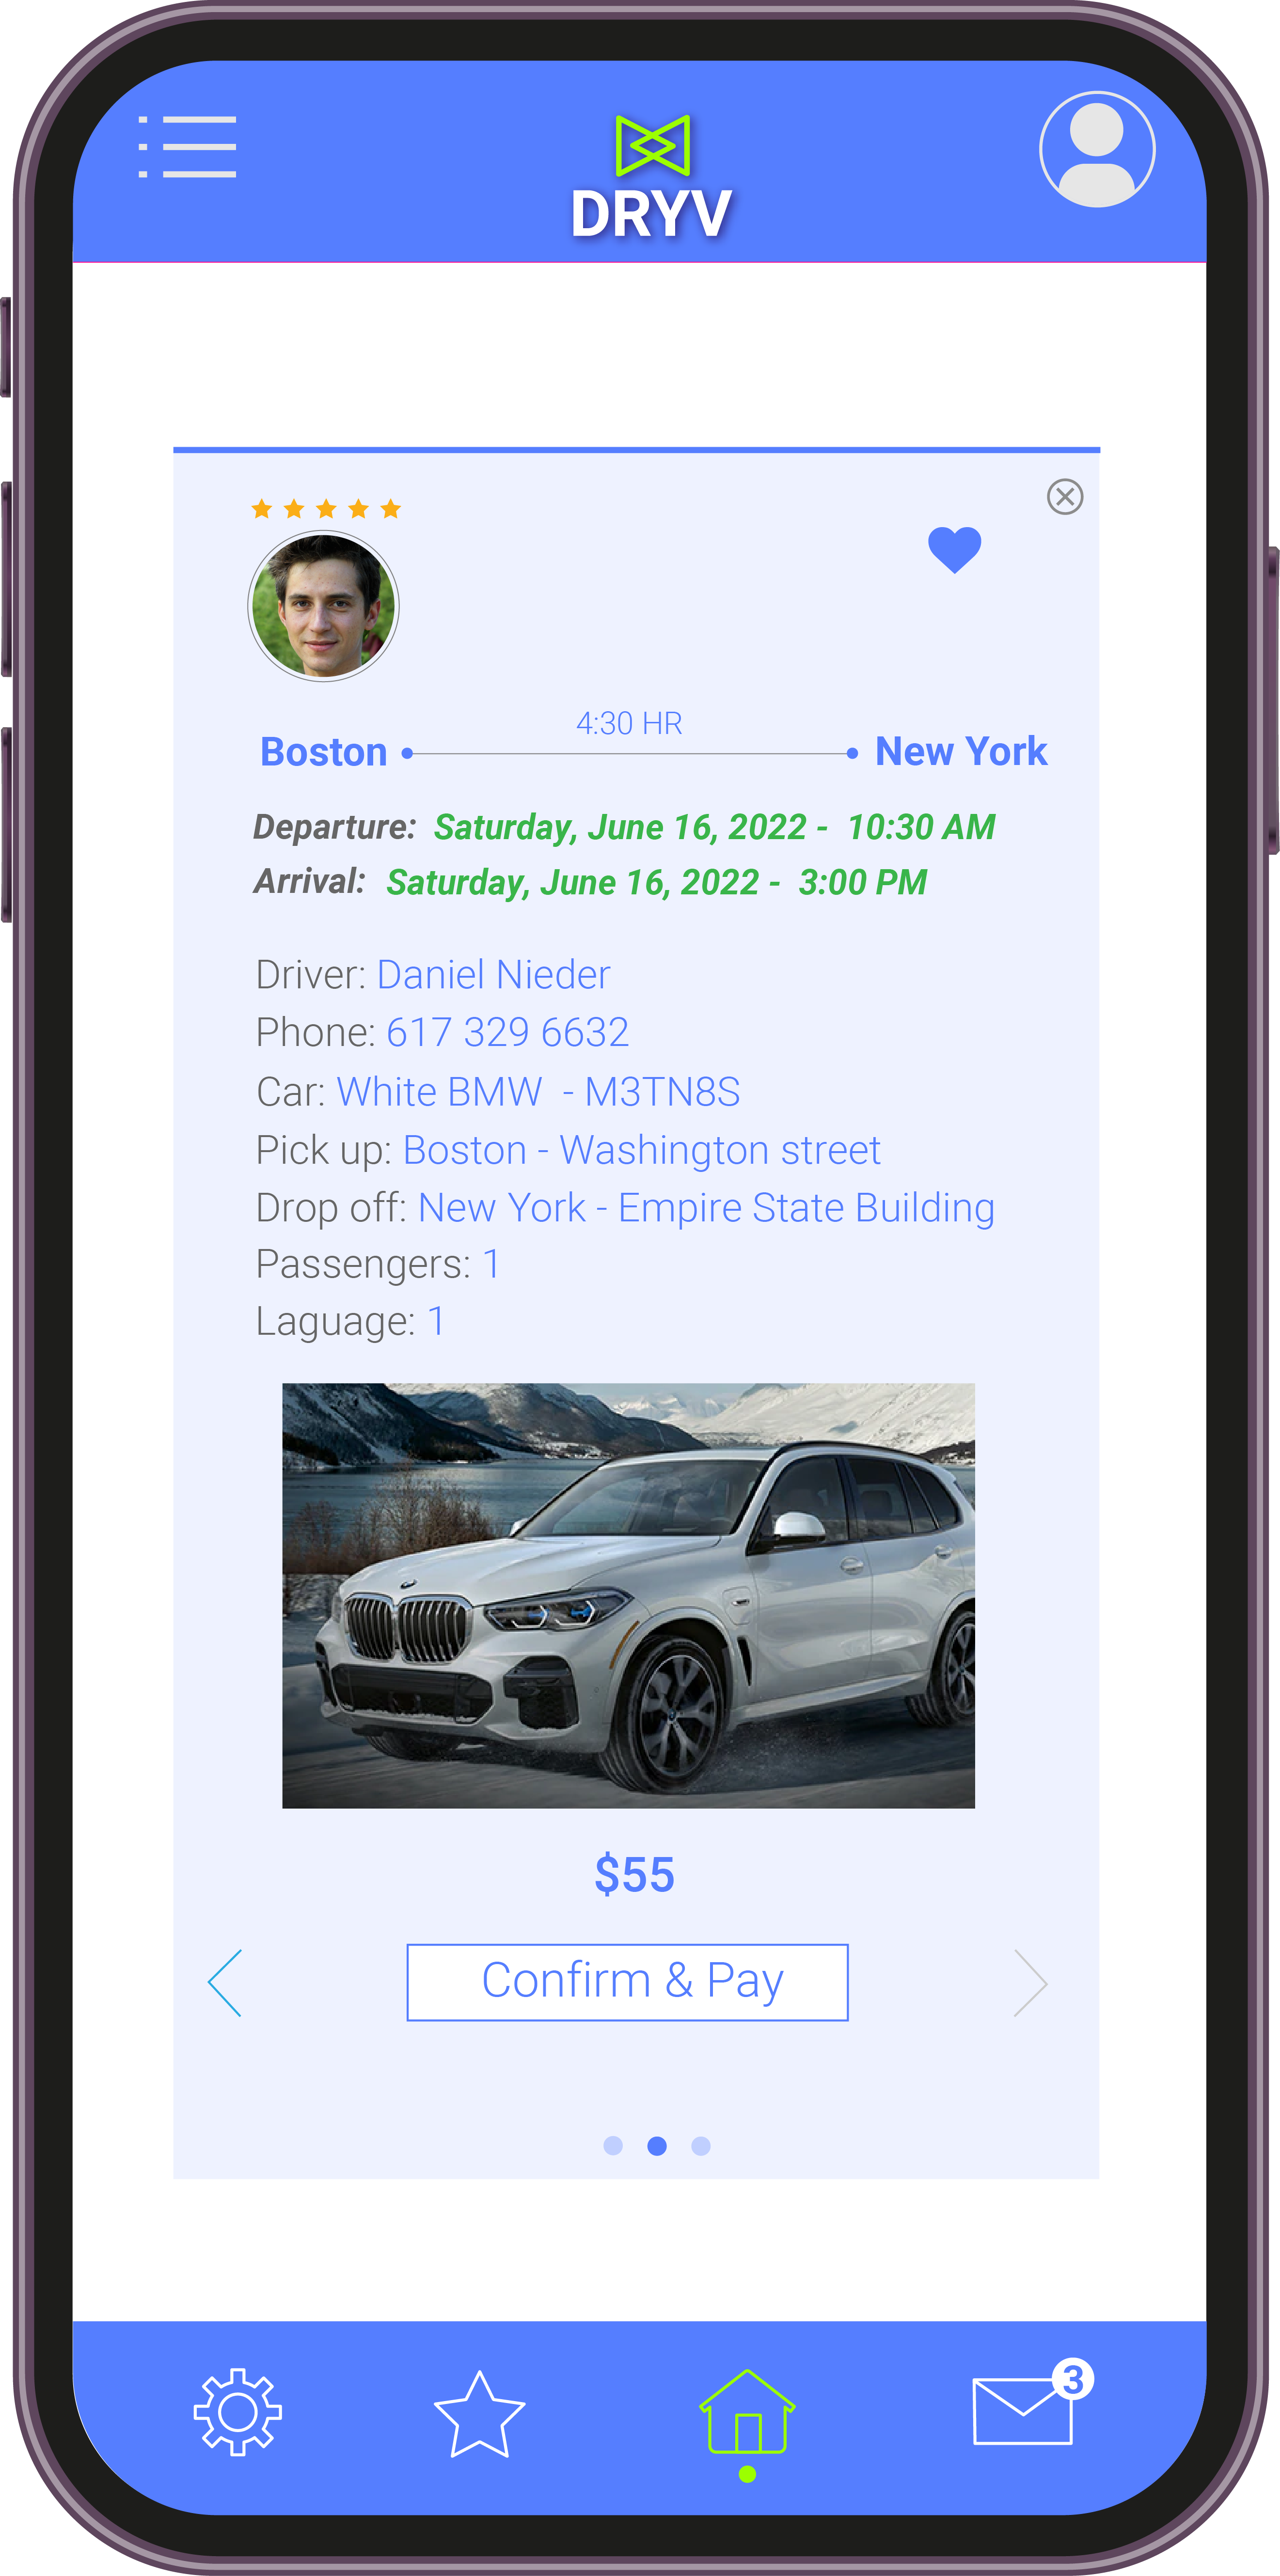 DRYV
4:30 HR
Boston New York
Departure: Saturday, June 16, 2022 - 10:30 AM
Arrival: Saturday, June 16, 2022 - 3:00 PM
Driver: Daniel Nieder
Phone: 617 329 6632
Car: White BMW - M3TN8S
Pick up: Boston - Washington street
Drop off: New York - Empire State Building
Passengers: 1
Laguage: 1
$55
Confirm & Pay
3